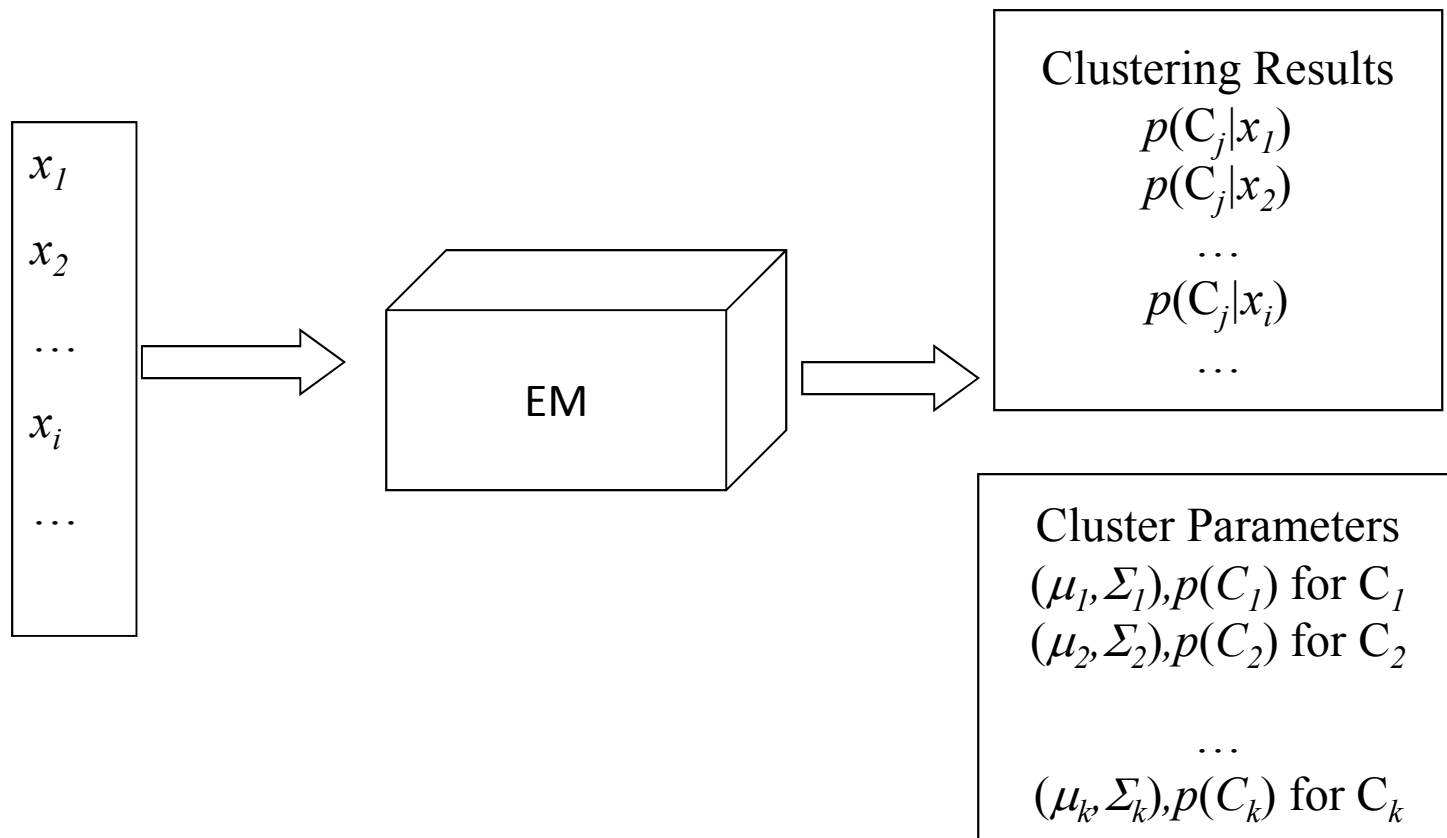 x₁
x₂
…
xᵢ
…
EM
Clustering Results
p(Cⱼ|x₁)
p(Cⱼ|x₂)
…
p(Cⱼ|xᵢ)
…
Cluster Parameters
(μ₁,Σ₁),p(C₁) for C₁
(μ₂,Σ₂),p(C₂) for C₂
…
(μₖ,Σₖ),p(Cₖ) for Cₖ